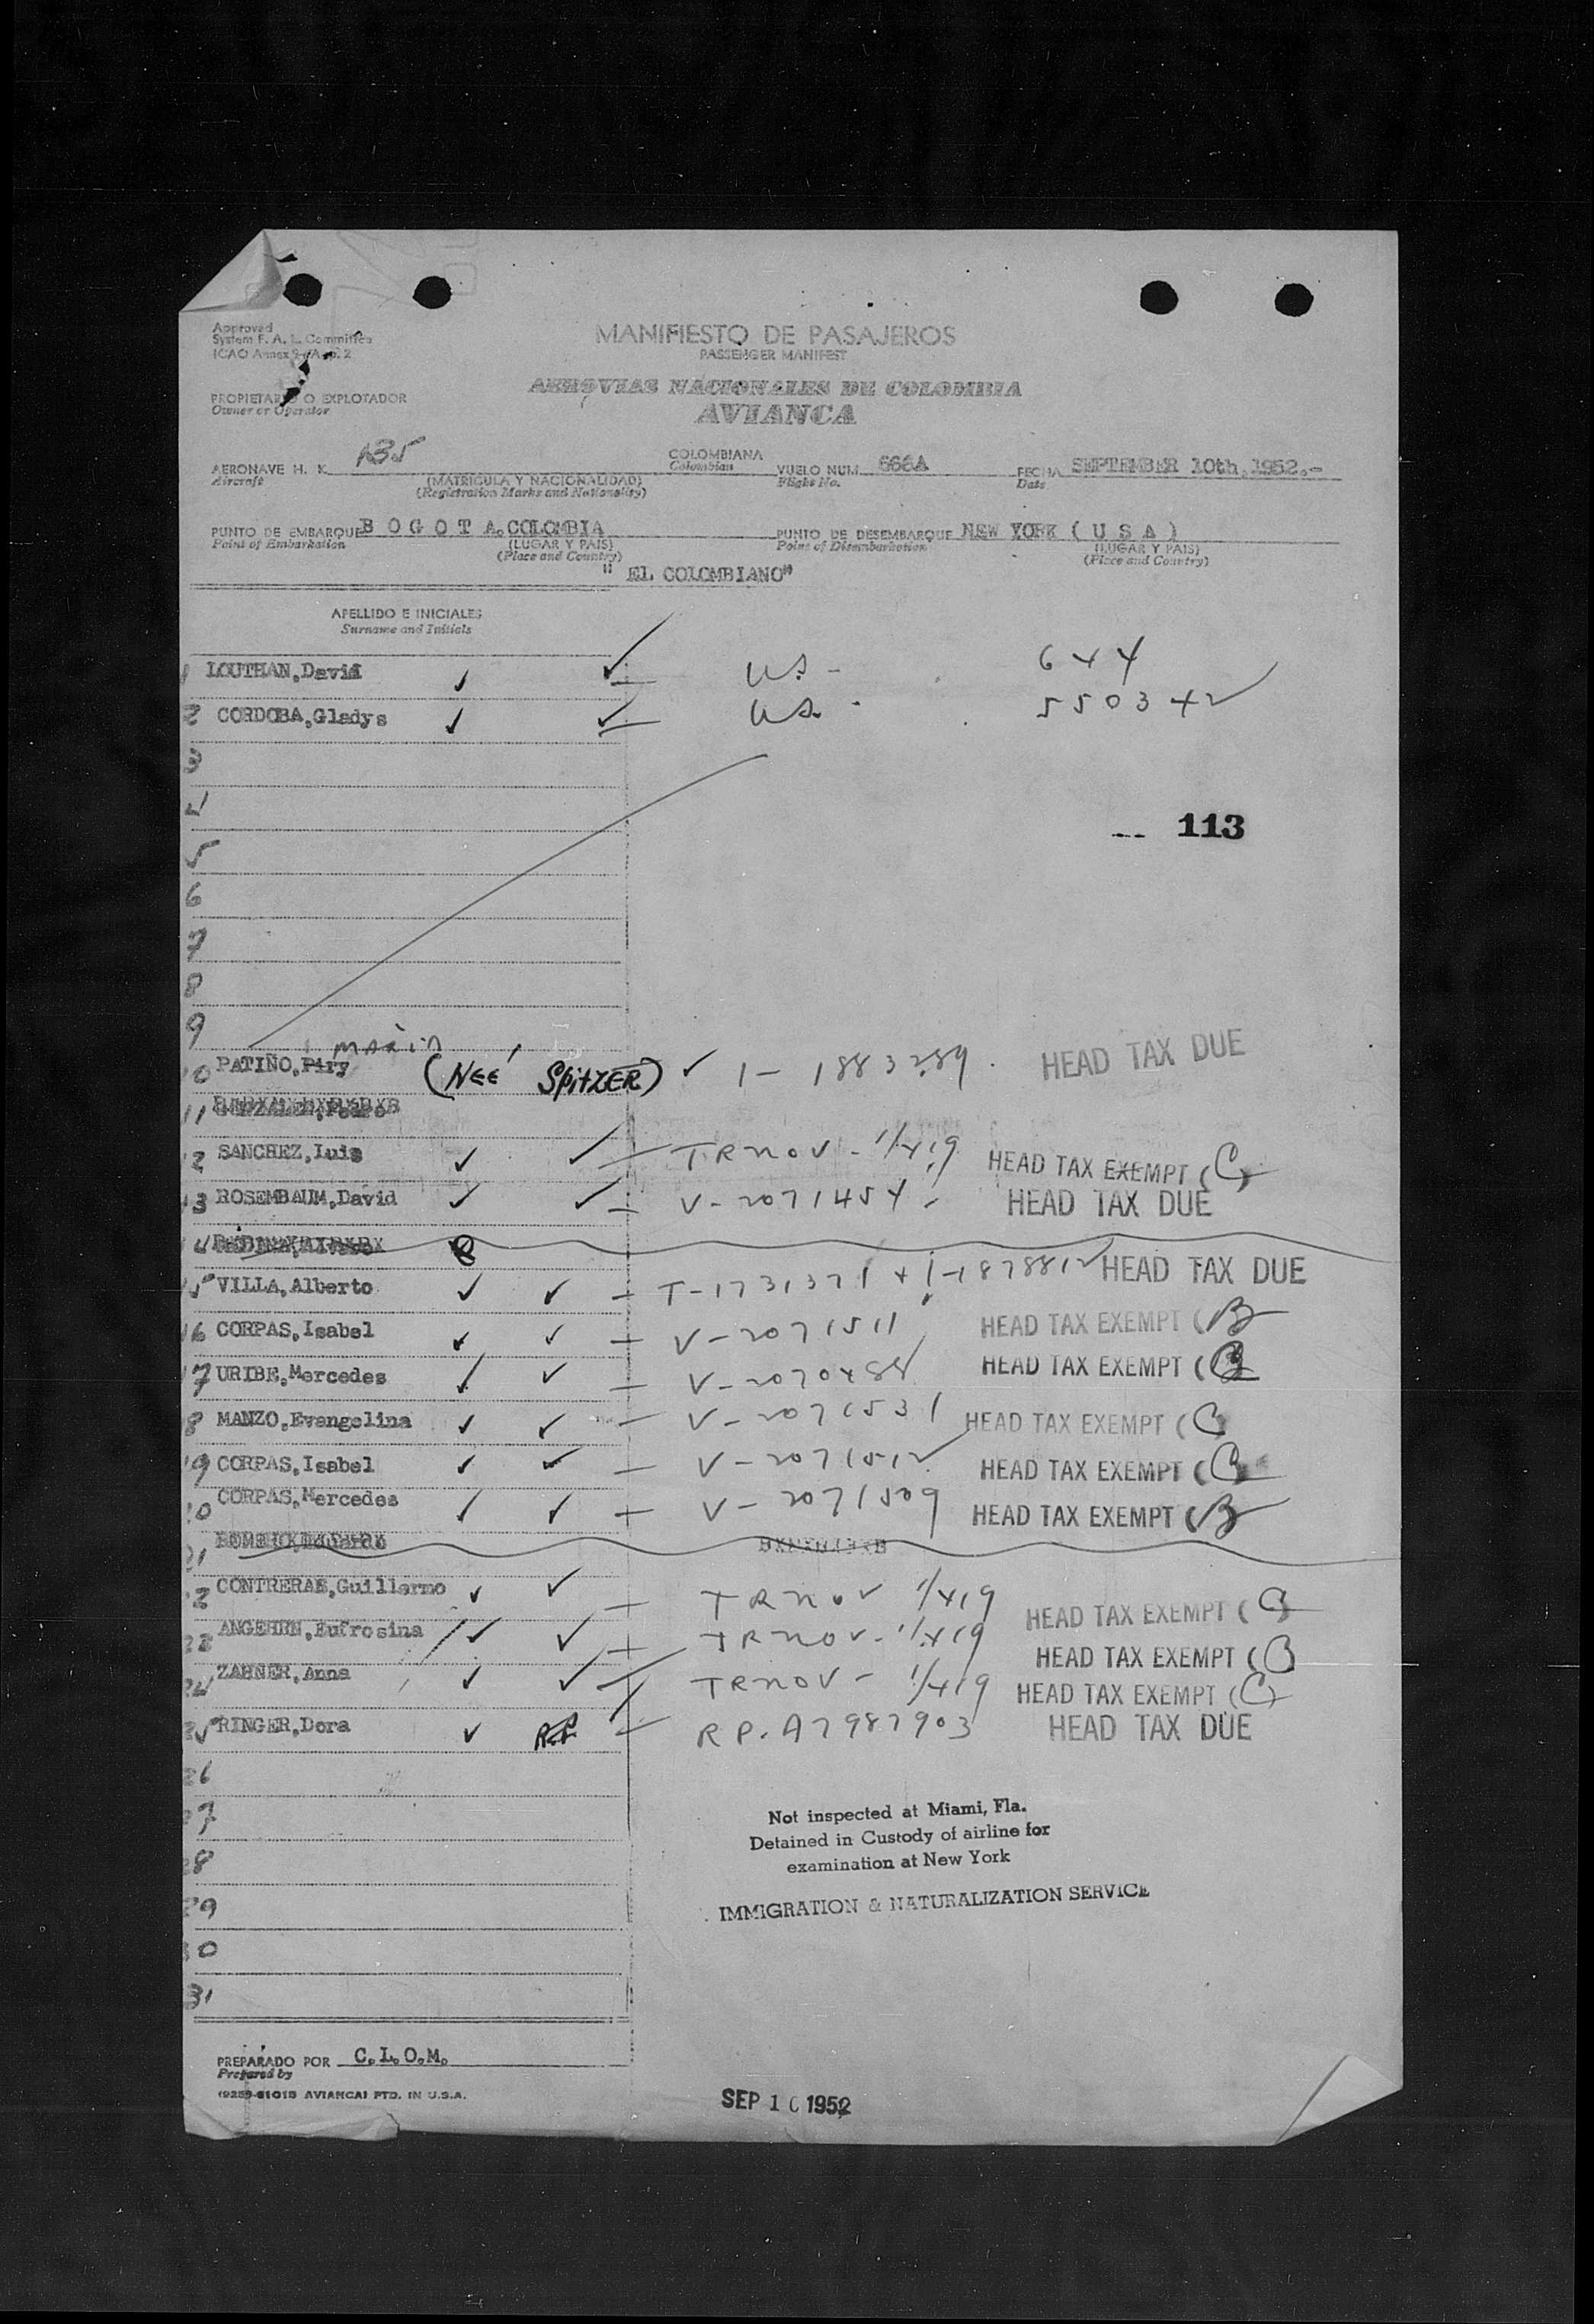 Approved
System F. A. L. Committee
ICAO Annex 9-App. 2
MANIFIESTO DE PASAJEROS
PASSENGER MANIFEST
PROPIETARIO O EXPLOTADOR
Owner or Operator
AEROVIAS NACIONALES DE COLOMBIA
AVIANCA
AERONAVE H. K. 135 COLOMBIANA VUELO NUM. 666A FECHA SEPTEMBER 10th,1952.-
Aircraft (MATRICULA Y NACIONALIDAD) Colombian Flight No. Date
(Registration Marks and Nationality)
PUNTO DE EMBARQUE B O G O T A.COLOMBIA PUNTO DE DESEMBARQUE NEW YORK ( U S A )
Point of Embarkation (LUGAR Y PAIS) Point of Disembarkation (LUGAR Y PAIS)
(Place and Country) (Place and Country)
" EL COLOMBIANO"
APELLIDO E INICIALES
Surname and Initials
1 LOUTHAN,David ✓ ✓ U.S. - 644
2 CORDOBA,Gladys ✓ ✓ U.S. - 550342
3
4
113
5
6
7
8
9
maria
10 PATIÑO,Piry (NEÉ SpitZER) ✓ 1- 1883289 HEAD TAX DUE
11
12 SANCHEZ,Luis ✓ ✓ TRNOV - 1/419 HEAD TAX EXEMPT (C)
13 ROSEMBAUM,David ✓ ✓ V-2071454 - HEAD TAX DUE
14
15 VILLA,Alberto ✓ ✓ - T-1731371 + 1-1878812 HEAD TAX DUE
16 CORPAS,Isabel ✓ ✓ - V-2071511 HEAD TAX EXEMPT (B
17 URIBE,Mercedes ✓ ✓ - V-2070488 HEAD TAX EXEMPT (B
18 MANZO,Evangelina ✓ ✓ - V-2071531 HEAD TAX EXEMPT (C
19 CORPAS,Isabel ✓ ✓ - V-2071512 HEAD TAX EXEMPT (C
20 CORPAS,Mercedes ✓ ✓ - V-2071509 HEAD TAX EXEMPT (B
21
22 CONTRERAS,Guillermo ✓ ✓ - TRNOV 1/419 HEAD TAX EXEMPT (C
23 ANGEHRN,Eufrosina ✓ ✓ TRNOV - 1/419 HEAD TAX EXEMPT (C
24 ZAHNER,Anna ✓ ✓ TRNOV - 1/419 HEAD TAX EXEMPT (C)
25 RINGER,Dora ✓ R.P. - RP. A7987903 HEAD TAX DUE
26
27
Not inspected at Miami, Fla.
Detained in Custody of airline for
28
examination at New York
IMMIGRATION & NATURALIZATION SERVICE
29
30
31
PREPARADO POR C.L.O.M.
Prepared by
AVIANCA) PTD. IN U.S.A.
SEP 10 1952